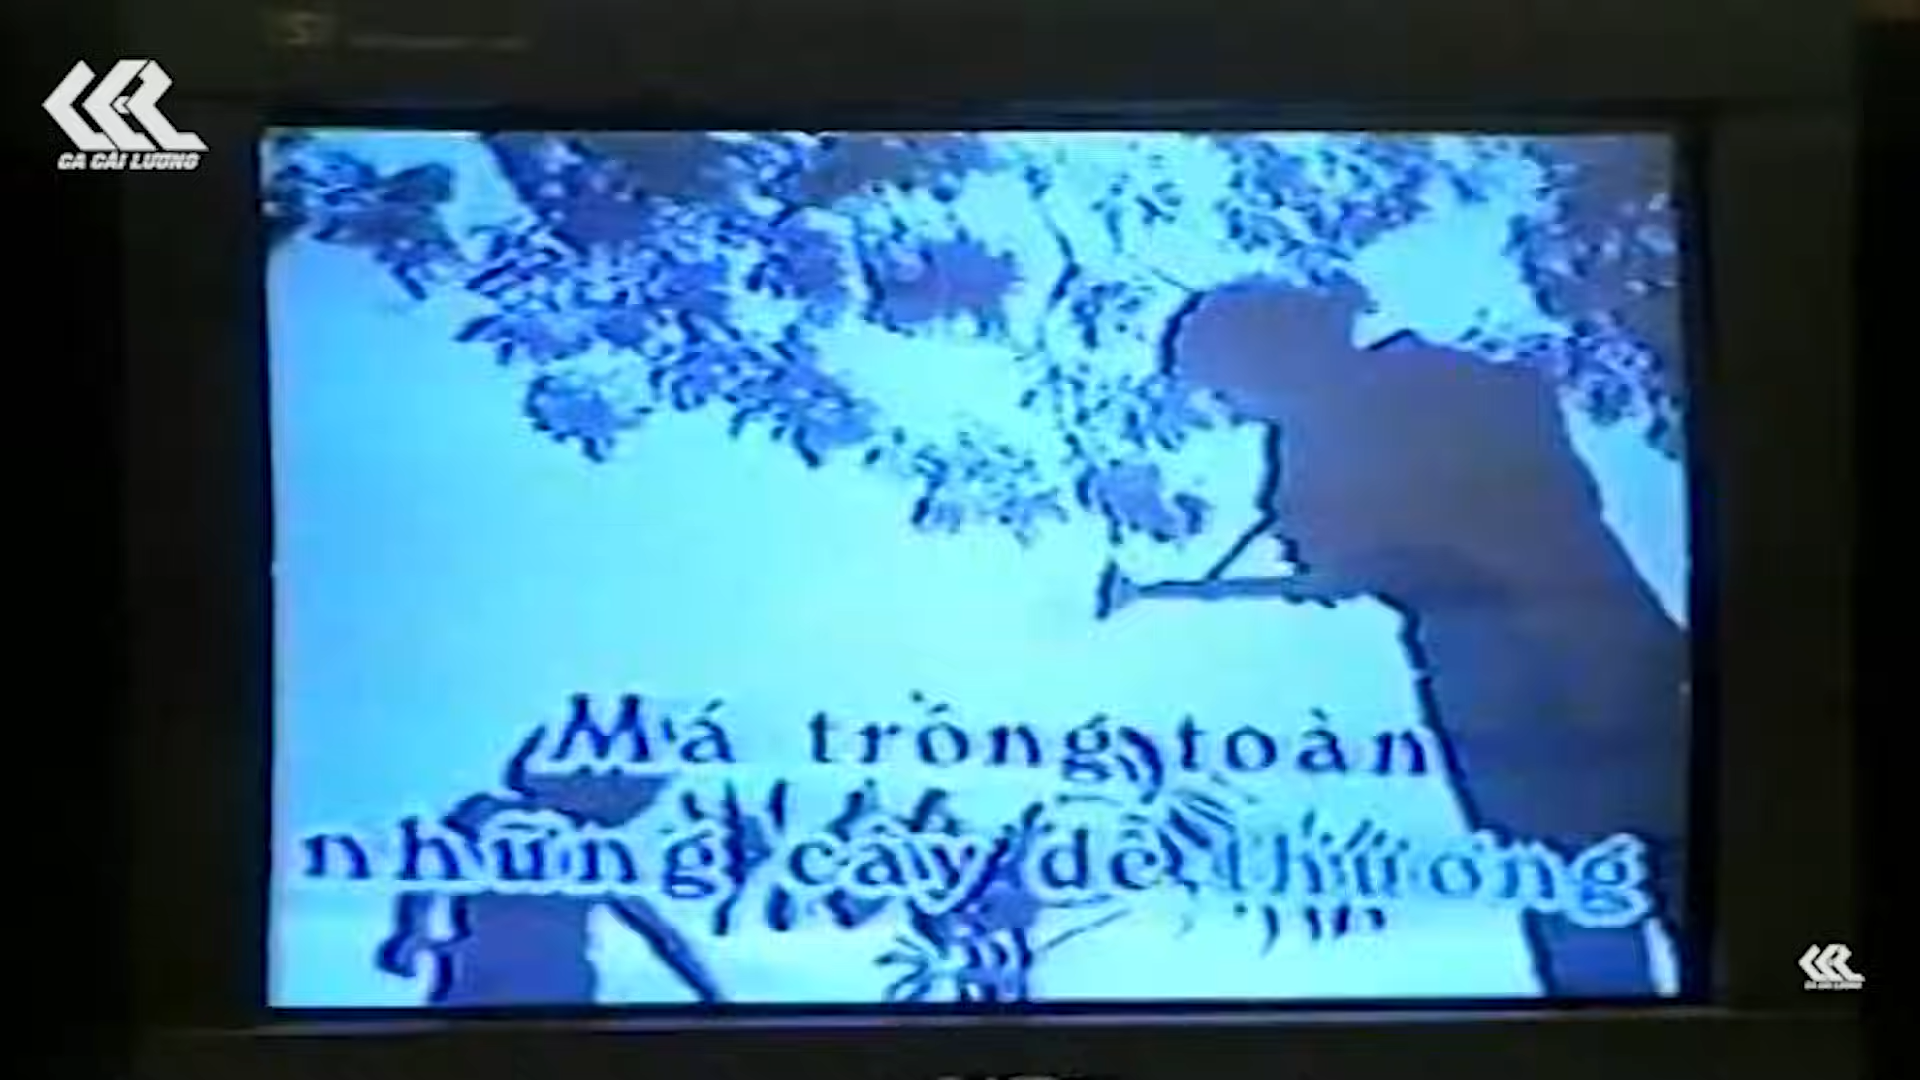 CA CẢI LƯƠNG
Má trồng toàn
những cây dễ thương